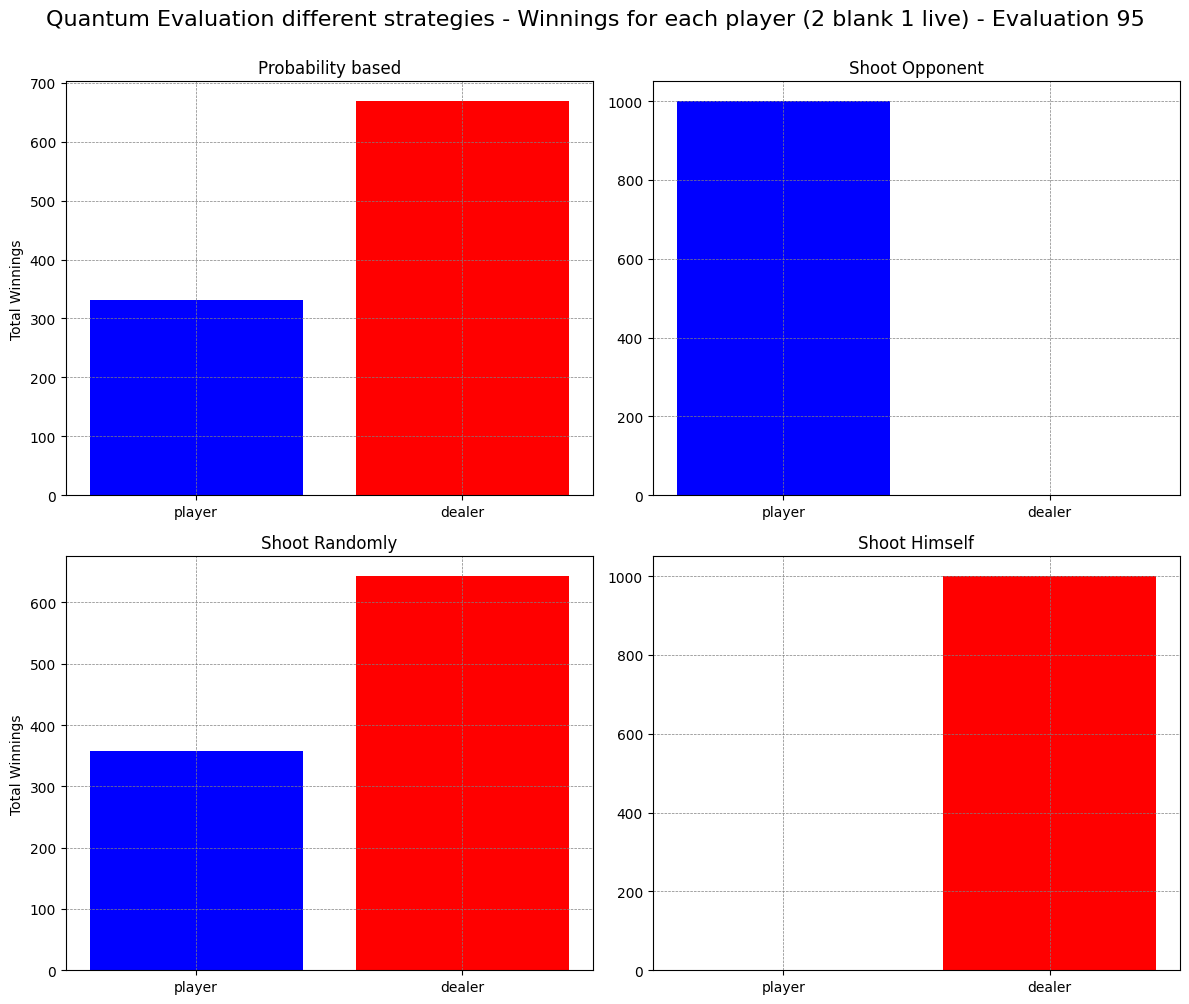 Quantum Evaluation different strategies - Winnings for each player (2 blank 1 live) - Evaluation 95
Probability based
700
600
500
400
300
200
100
0
Total Winnings
player
dealer
Shoot Opponent
1000
800
600
400
200
0
player
dealer
Shoot Randomly
600
500
400
300
200
100
0
Total Winnings
player
dealer
Shoot Himself
1000
800
600
400
200
0
player
dealer